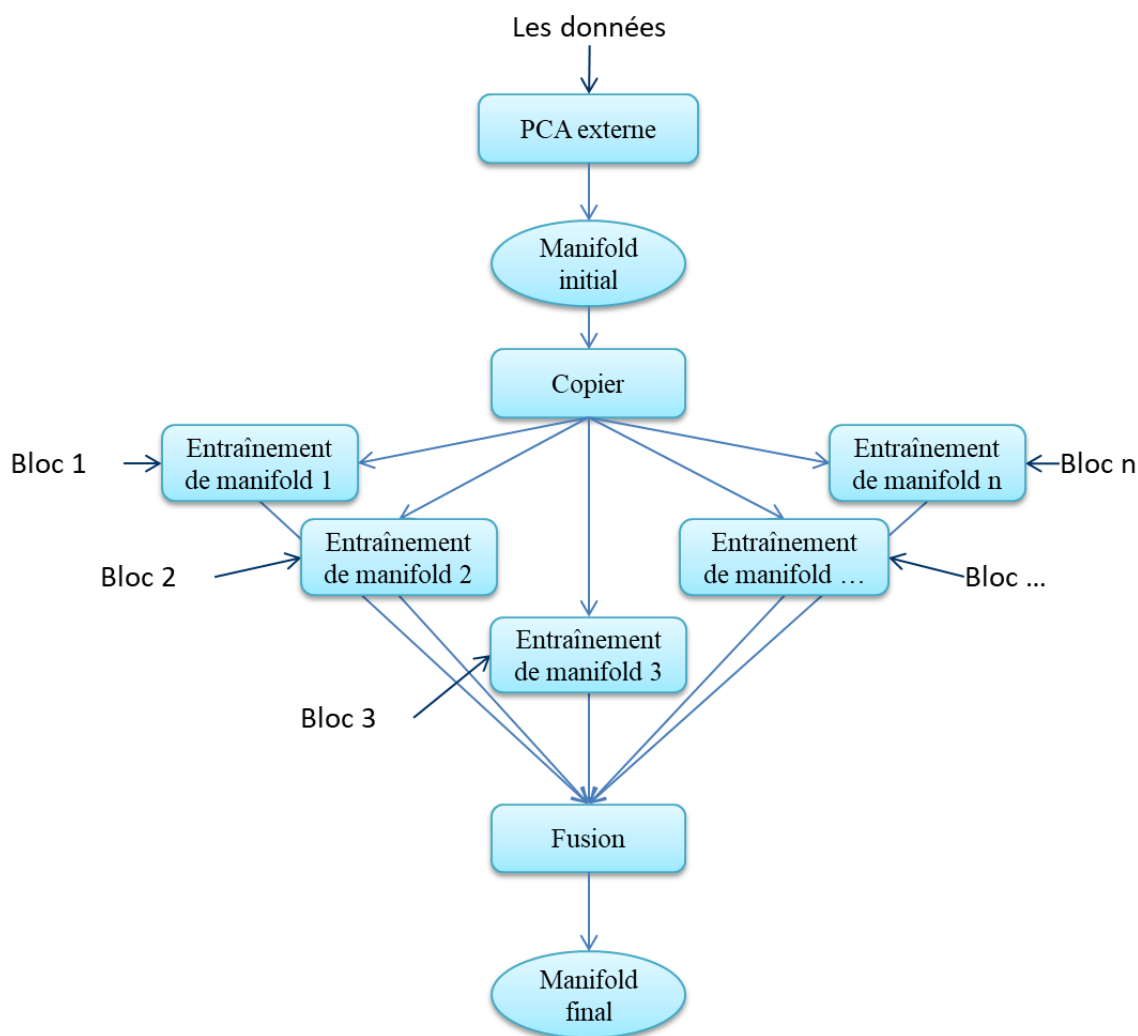 Les données
PCA externe
Manifold
initial
Copier
Entraînement
de manifold 1
Bloc 1
Entraînement
de manifold n
Bloc n
Entraînement
de manifold 2
Bloc 2
Entraînement
de manifold …
Bloc …
Entraînement
de manifold 3
Bloc 3
Fusion
Manifold
final